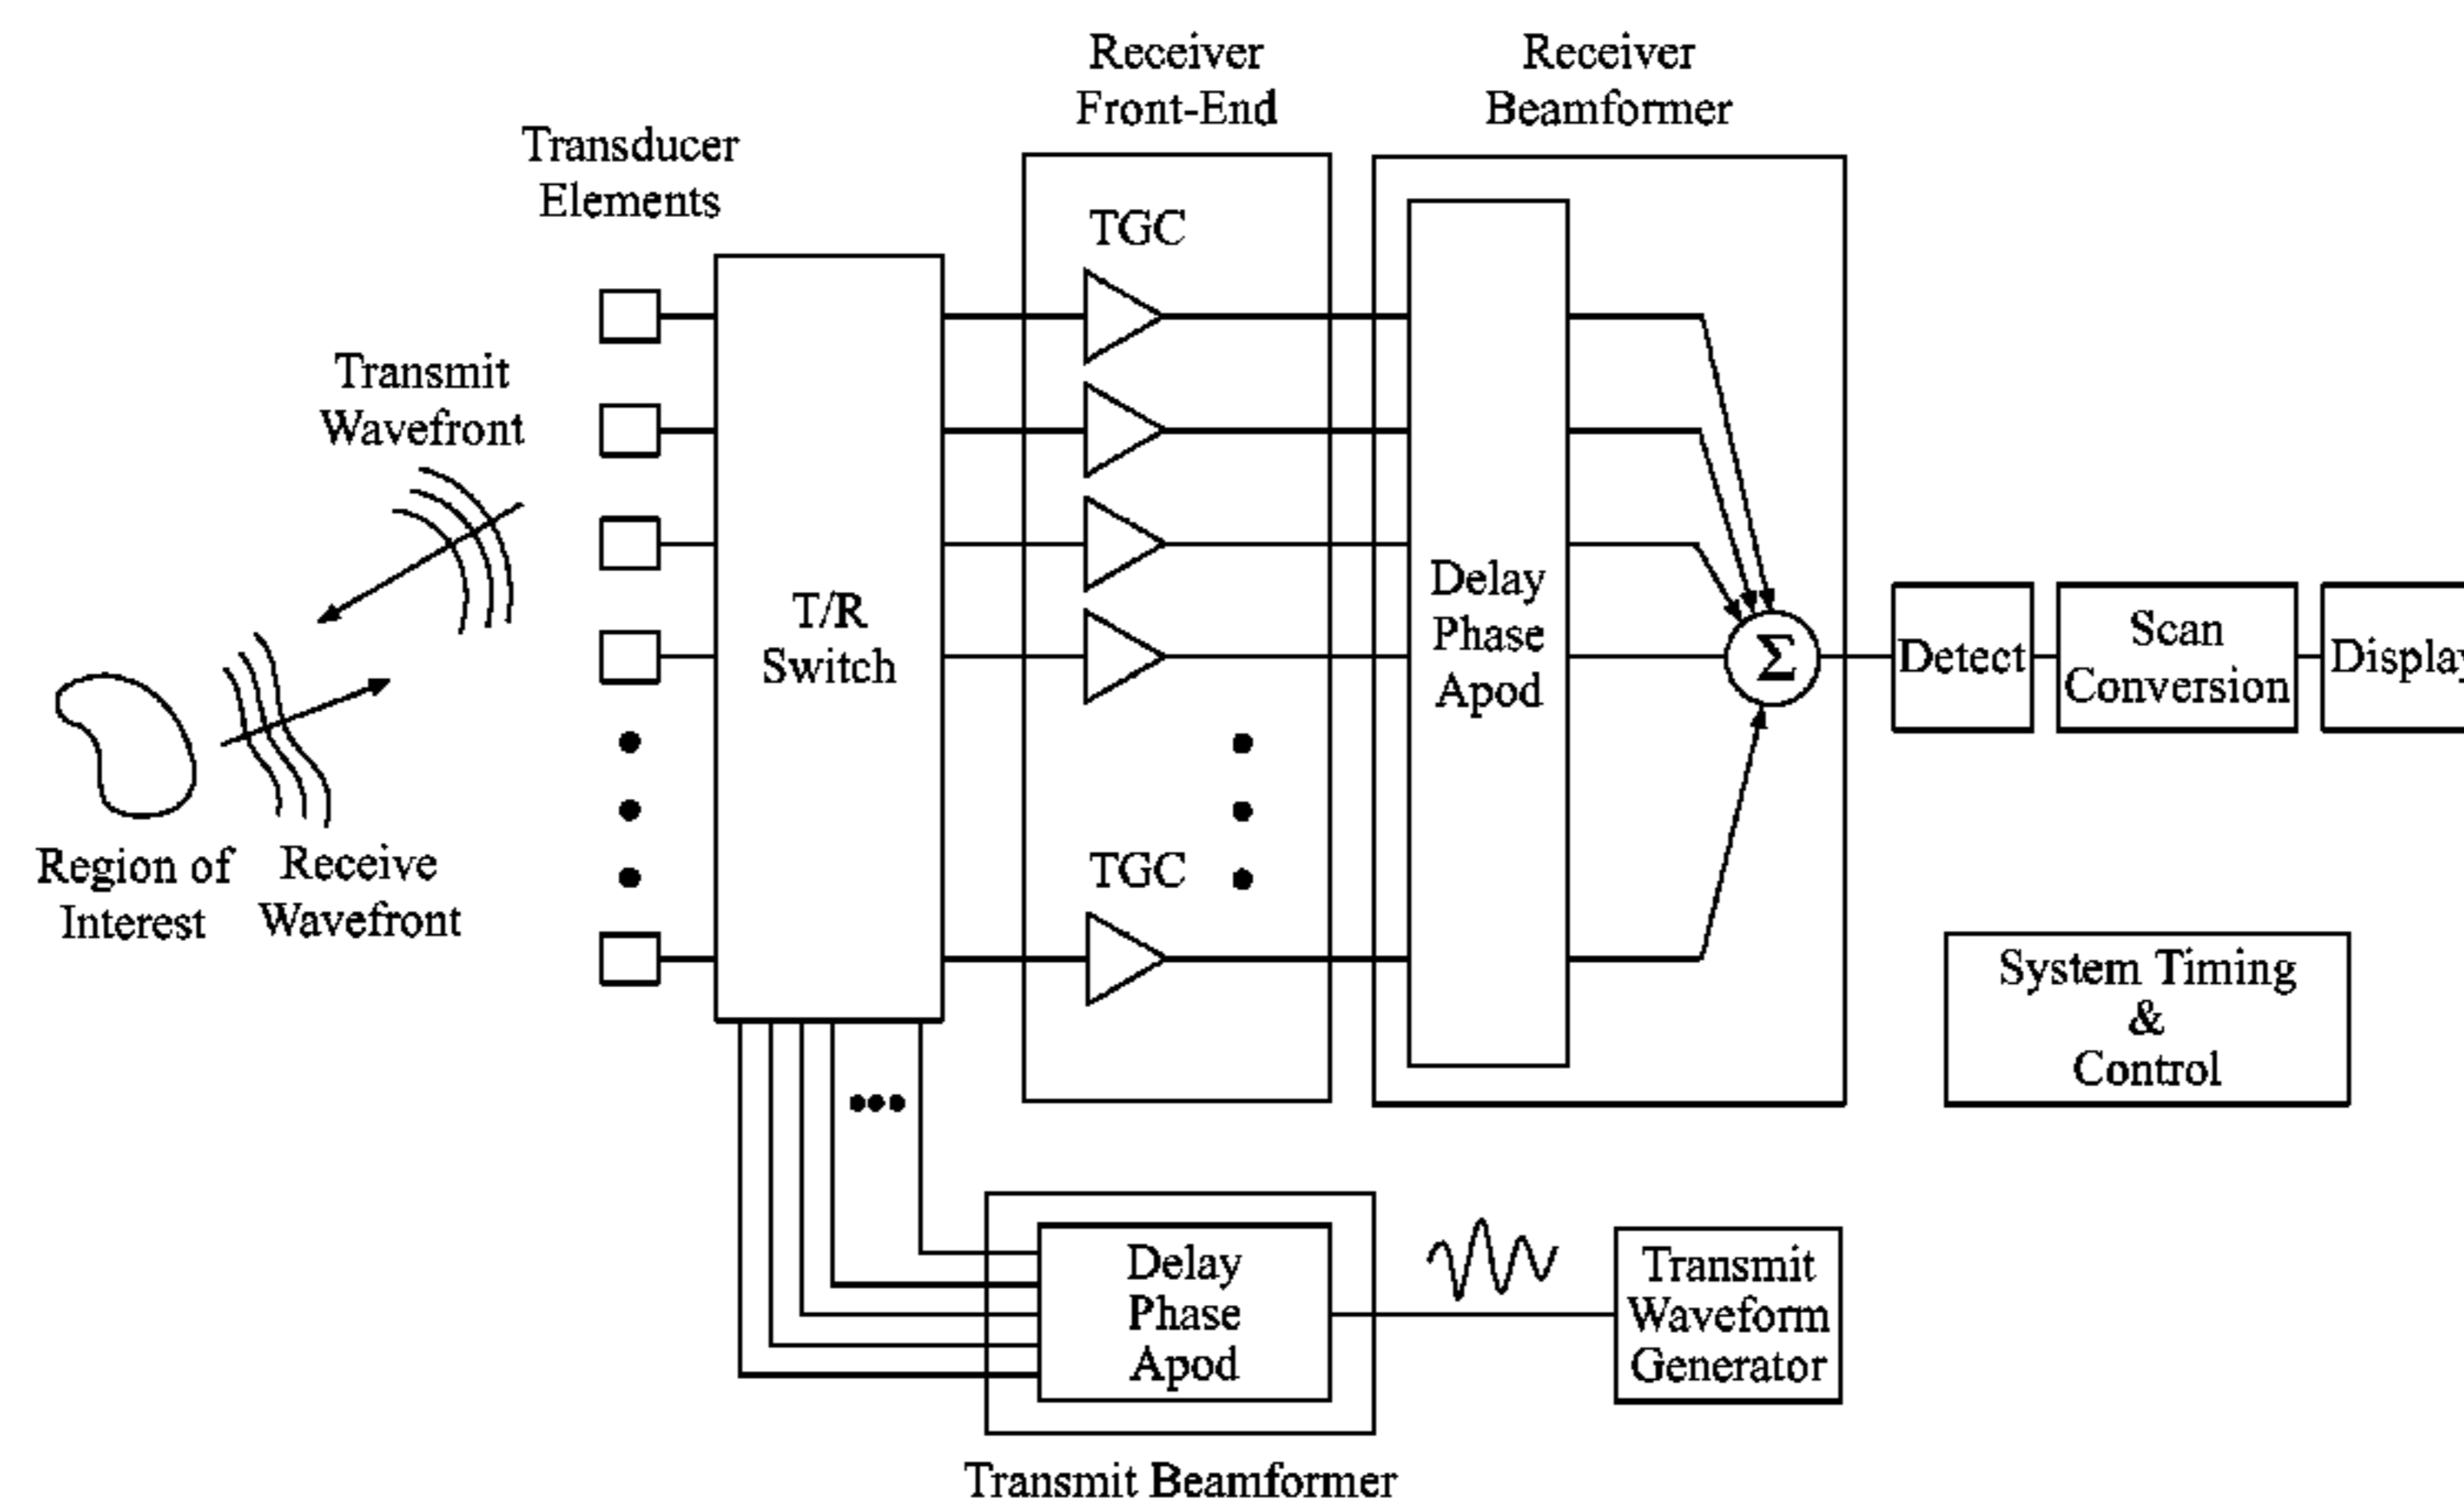 Receiver
Front-End
Receiver
Beamformer
Transducer
Elements
TGC
Transmit
Wavefront
T/R
Switch
Delay
Phase
Apod
Σ
Detect
Scan
Conversion
Display
Region of
Interest
Receive
Wavefront
TGC
System Timing
&
Control
Delay
Phase
Apod
Transmit
Waveform
Generator
Transmit Beamformer